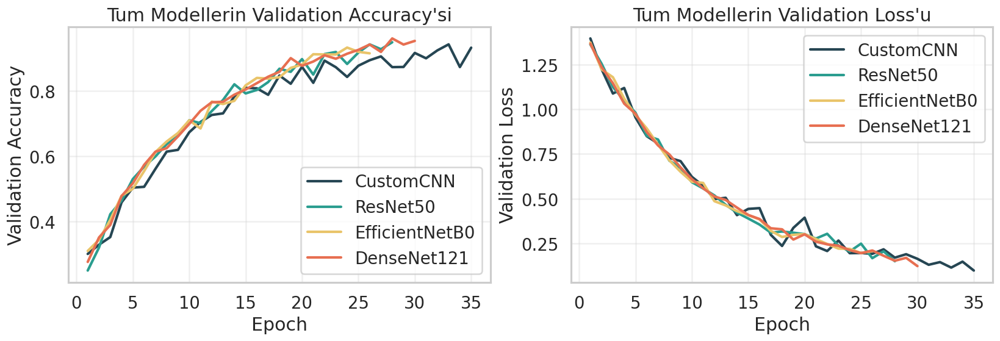 Tum Modellerin Validation Accuracy'si
Validation Accuracy
0.8
0.6
0.4
CustomCNN
ResNet50
EfficientNetB0
DenseNet121
0 5 10 15 20 25 30 35
Epoch
Tum Modellerin Validation Loss'u
Validation Loss
1.25
1.00
0.75
0.50
0.25
CustomCNN
ResNet50
EfficientNetB0
DenseNet121
0 5 10 15 20 25 30 35
Epoch